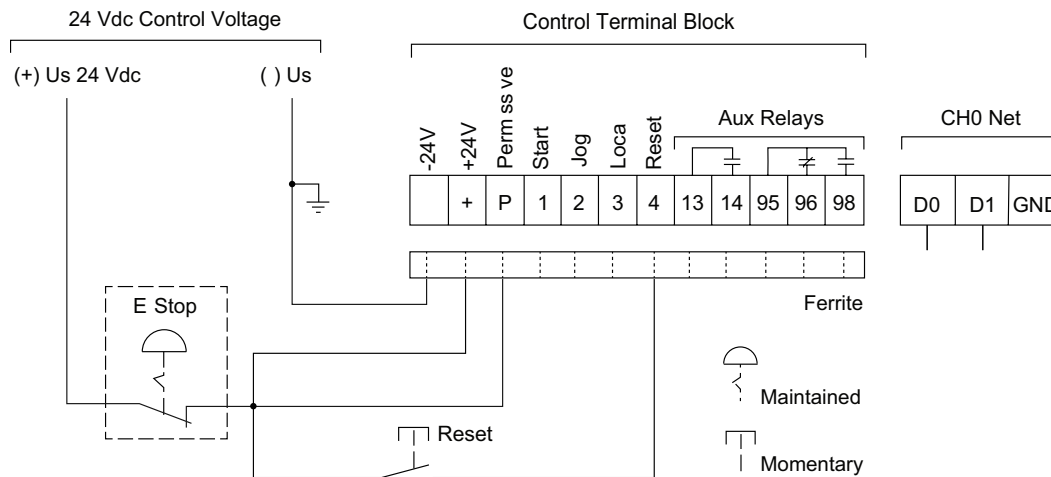 24 Vdc Control Voltage
Control Terminal Block
(+) Us 24 Vdc
( ) Us
-24V
+24V
Perm ss ve
Start
Jog
Loca
Reset
Aux Relays
CH0 Net
+ P 1 2 3 4 13 14 95 96 98
D0 D1 GND
Ferrite
E Stop
Maintained
Reset
Momentary